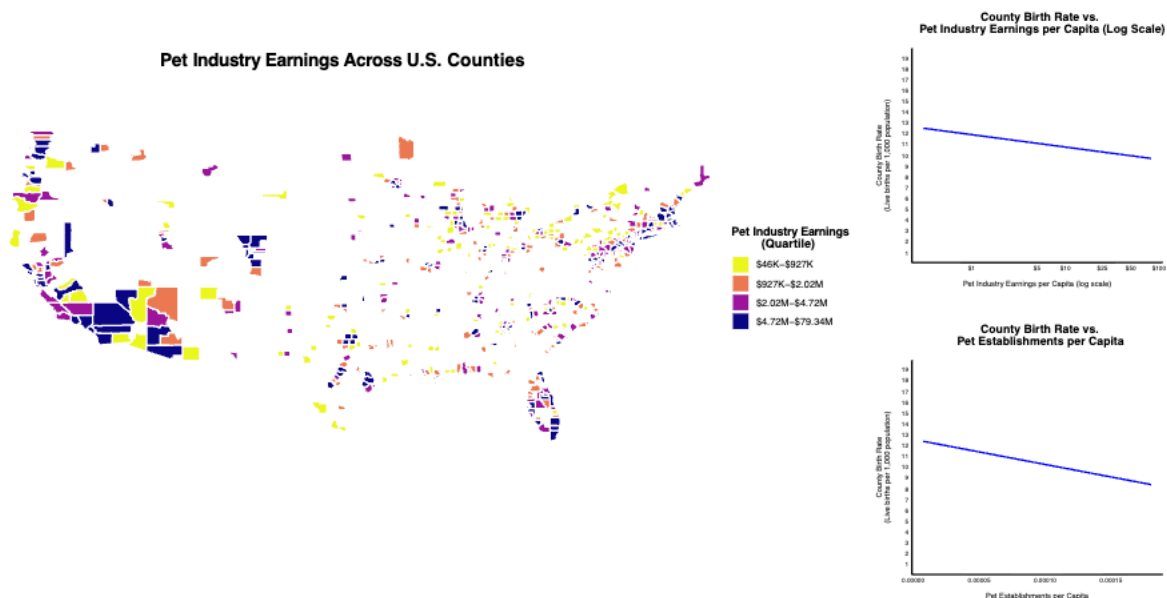 Pet Industry Earnings Across U.S. Counties
Pet Industry Earnings
(Quartile)
$46K–$927K
$927K–$2.02M
$2.02M–$4.72M
$4.72M–$79.34M
County Birth Rate vs.
Pet Industry Earnings per Capita (Log Scale)
County Birth Rate
(Live births per 1,000 population)
19
18
17
16
15
14
13
12
11
10
9
8
7
6
5
4
3
2
1
$1
$5
$10
$25
$50
$100
Pet Industry Earnings per Capita (log scale)
County Birth Rate vs.
Pet Establishments per Capita
County Birth Rate
(Live births per 1,000 population)
19
18
17
16
15
14
13
12
11
10
9
8
7
6
5
4
3
2
1
0.00000
0.00005
0.00010
0.00015
Pet Establishments per Capita